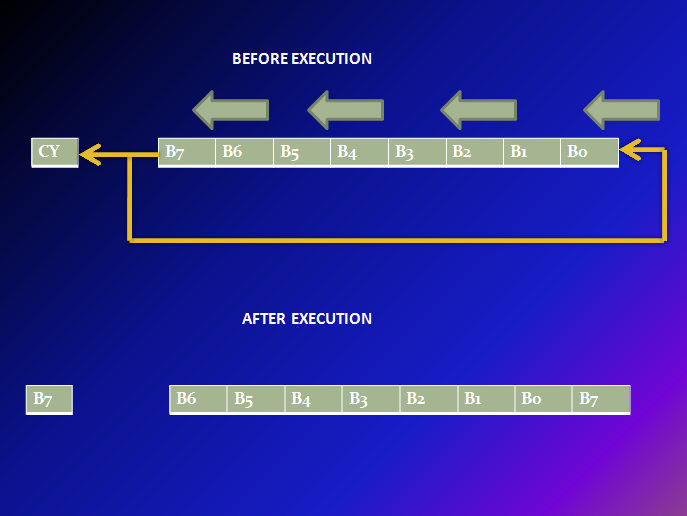 BEFORE EXECUTION
CY B7 B6 B5 B4 B3 B2 B1 B0
AFTER EXECUTION
B7 B6 B5 B4 B3 B2 B1 B0 B7